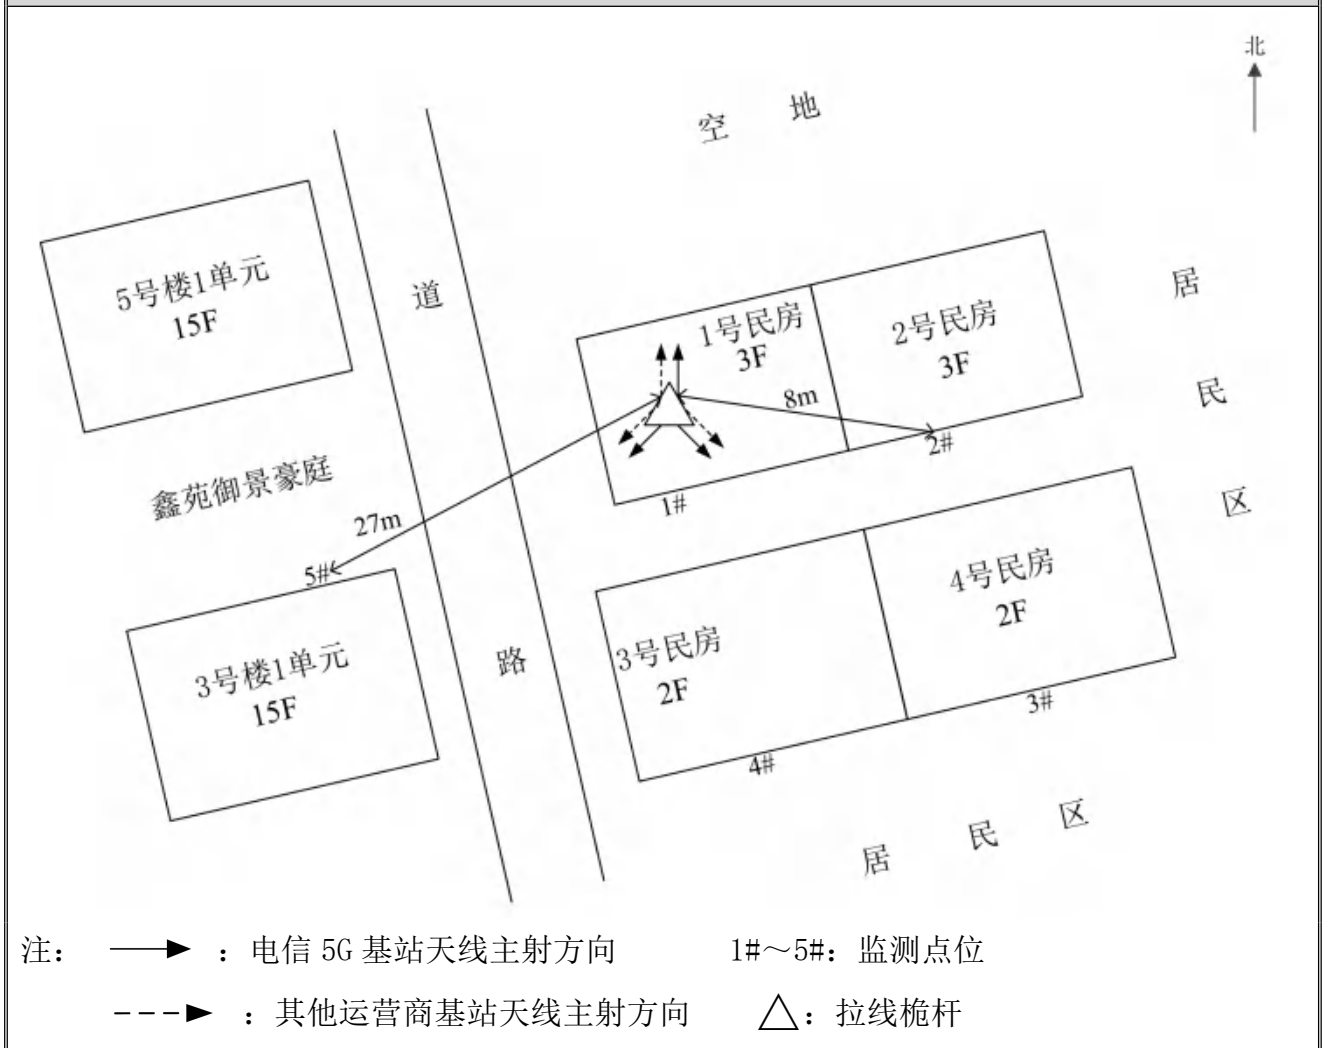 北
空 地
5号楼1单元
15F
道
居
1号民房
3F
2号民房
3F
8m
民
2#
鑫苑御景豪庭
27m
1#
区
5#
4号民房
2F
3号楼1单元
15F
路
3号民房
2F
3#
4#
居 民 区
注： ：电信 5G 基站天线主射方向 1#～5#：监测点位
：其他运营商基站天线主射方向 ：拉线桅杆